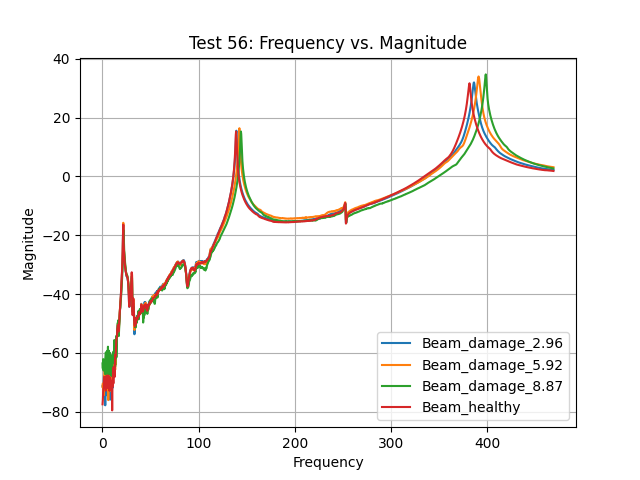 Test 56: Frequency vs. Magnitude
40
20
0
−20
−40
−60
−80
Magnitude
0
100
200
300
400
Frequency
Beam_damage_2.96
Beam_damage_5.92
Beam_damage_8.87
Beam_healthy